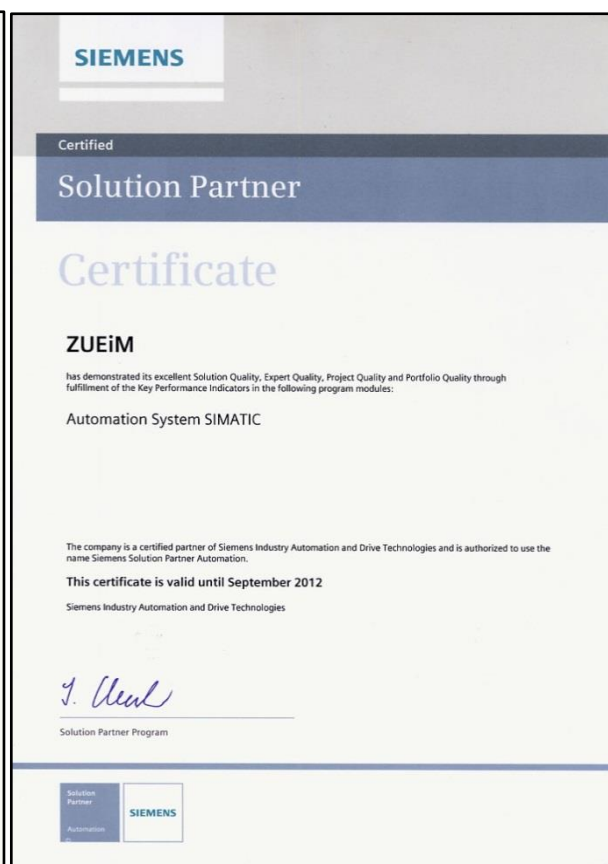 SIEMENS
Certified
Solution Partner
Certificate
ZUEiM
has demonstrated its excellent Solution Quality, Expert Quality, Project Quality and Portfolio Quality through
fulfillment of the Key Performance Indicators in the following program modules:
Automation System SIMATIC
The company is a certified partner of Siemens Industry Automation and Drive Technologies and is authorized to use the
name Siemens Solution Partner Automation.
This certificate is valid until September 2012
Siemens Industry Automation and Drive Technologies
Solution Partner Program
Solution
Partner
SIEMENS
Automation